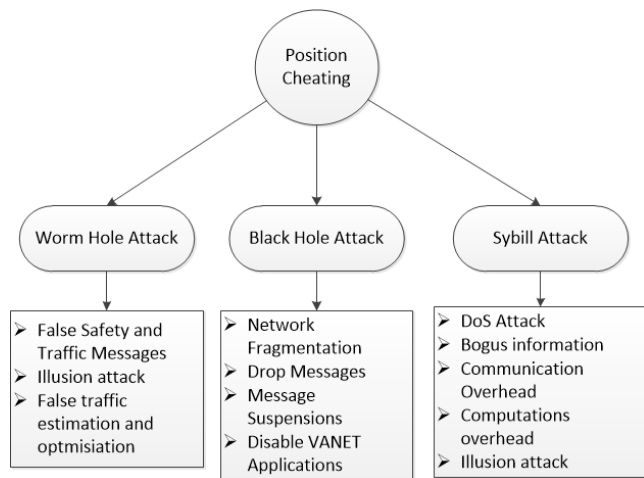 Position
Cheating
Worm Hole Attack
Black Hole Attack
Sybill Attack
➢ False Safety and
Traffic Messages
➢ Illusion attack
➢ False traffic
estimation and
optmisiation
➢ Network
Fragmentation
➢ Drop Messages
➢ Message
Suspensions
➢ Disable VANET
Applications
➢ DoS Attack
➢ Bogus information
➢ Communication
Overhead
➢ Computations
overhead
➢ Illusion attack